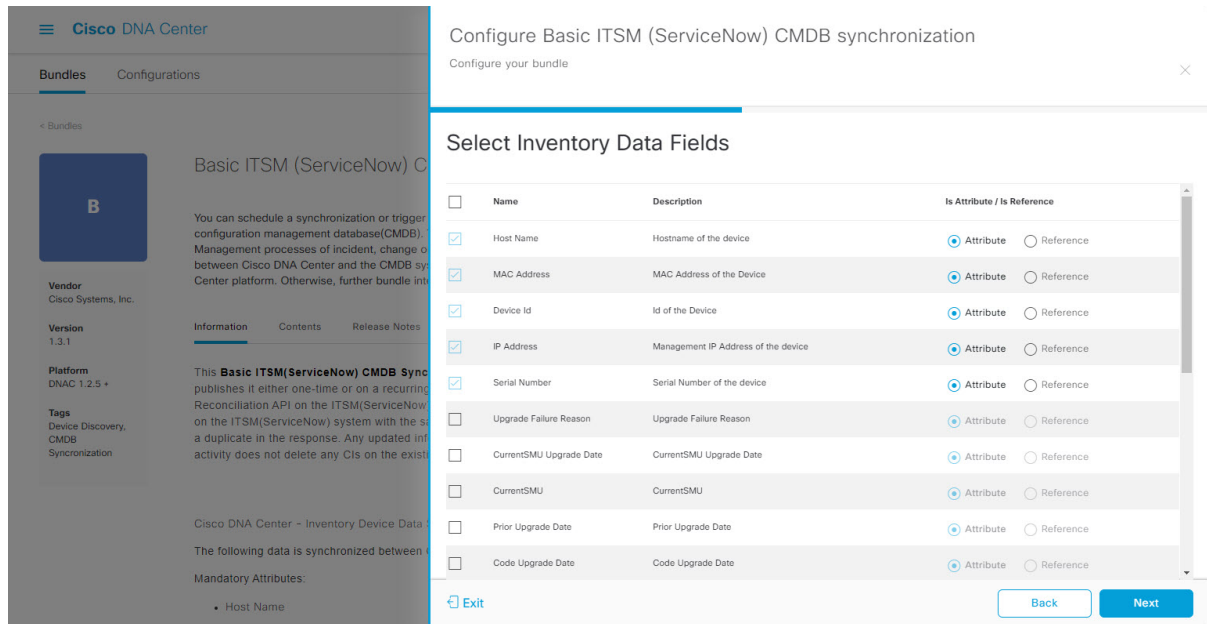 Cisco DNA Center
Bundles Configurations
< Bundles
B
Vendor
Cisco Systems, Inc.
Version
1.3.1
Platform
DNAC 1.2.5 +
Tags
Device Discovery,
CMDB
Syncronization
Basic ITSM (ServiceNow) C
You can schedule a synchronization or trigger
configuration management database(CMDB).
Management processes of incident, change o
between Cisco DNA Center and the CMDB sy
Center platform. Otherwise, further bundle int
Information Contents Release Notes
This Basic ITSM(ServiceNow) CMDB Sync
publishes it either one-time or on a recurring
Reconciliation API on the ITSM(ServiceNow
on the ITSM(ServiceNow) system with the sa
a duplicate in the response. Any updated inf
activity does not delete any CIs on the exist
Cisco DNA Center - Inventory Device Data
The following data is synchronized between
Mandatory Attributes:
• Host Name
Configure Basic ITSM (ServiceNow) CMDB synchronization
Configure your bundle
Select Inventory Data Fields
Name Description Is Attribute / Is Reference
Host Name Hostname of the device Attribute Reference
MAC Address MAC Address of the Device Attribute Reference
Device Id Id of the Device Attribute Reference
IP Address Management IP Address of the device Attribute Reference
Serial Number Serial Number of the device Attribute Reference
Upgrade Failure Reason Upgrade Failure Reason Attribute Reference
CurrentSMU Upgrade Date CurrentSMU Upgrade Date Attribute Reference
CurrentSMU CurrentSMU Attribute Reference
Prior Upgrade Date Prior Upgrade Date Attribute Reference
Code Upgrade Date Code Upgrade Date Attribute Reference
Exit Back Next